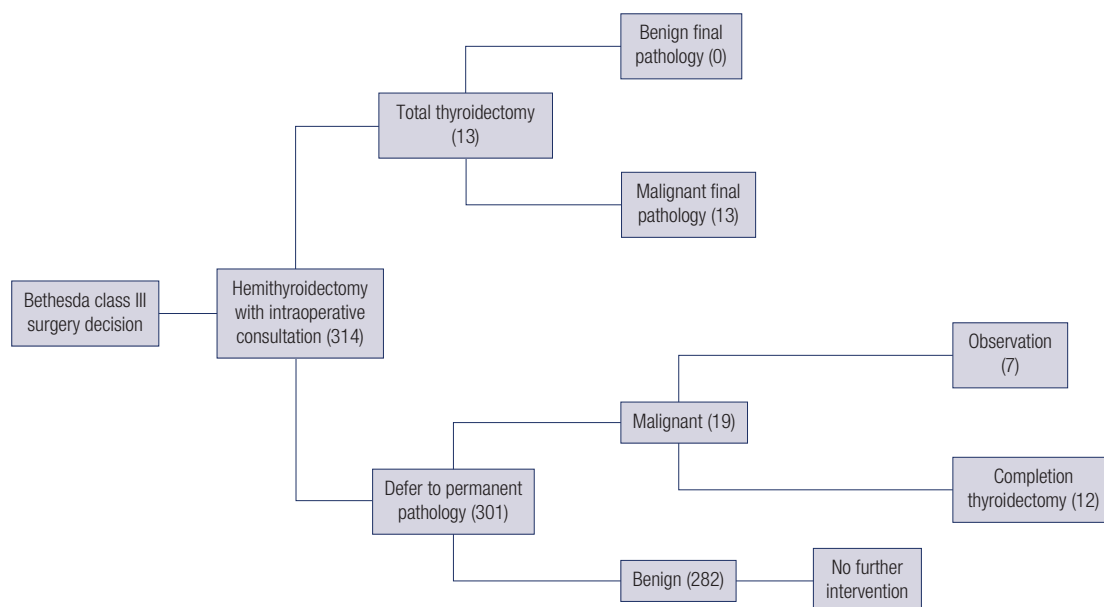 Benign final
pathology (0)
Total thyroidectomy
(13)
Malignant final
pathology (13)
Bethesda class III
surgery decision
Hemithyroidectomy
with intraoperative
consultation (314)
Observation
(7)
Malignant (19)
Completion
thyroidectomy (12)
Defer to permanent
pathology (301)
Benign (282)
No further
intervention